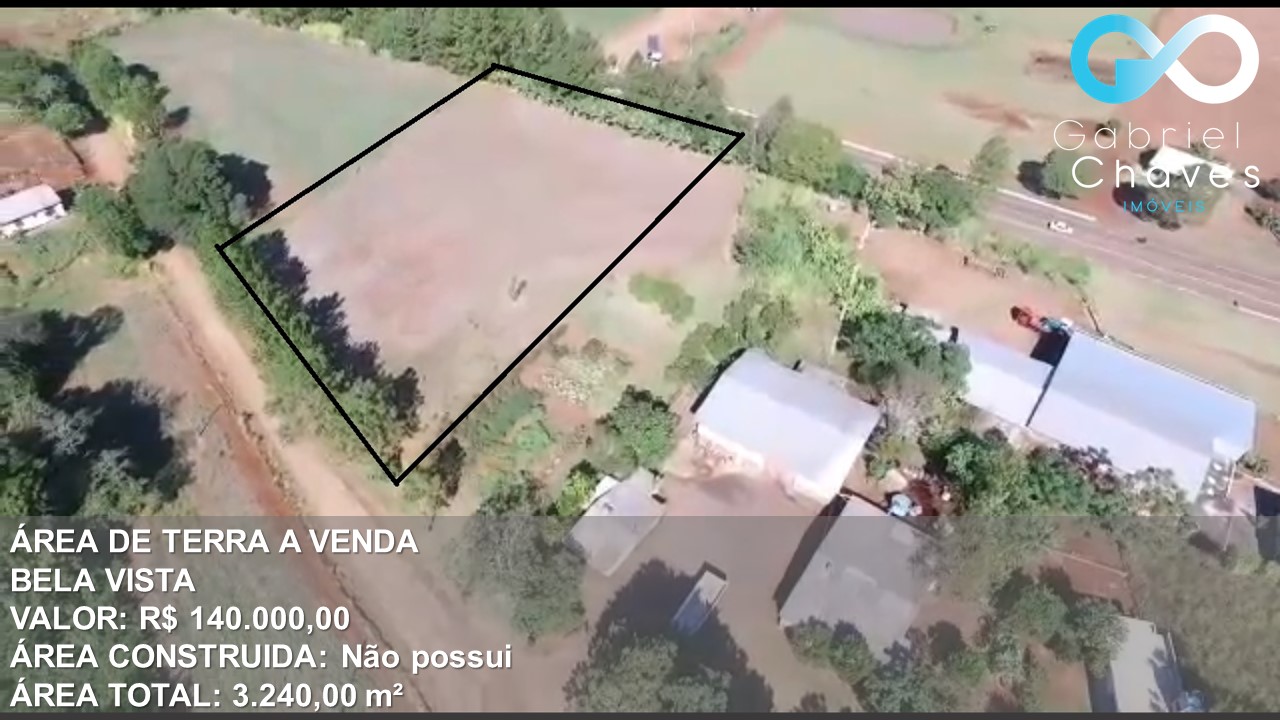 Gabriel
Chaves
IMÓVEIS
ÁREA DE TERRA A VENDA
BELA VISTA
VALOR: R$ 140.000,00
ÁREA CONSTRUIDA: Não possui
ÁREA TOTAL: 3.240,00 m²